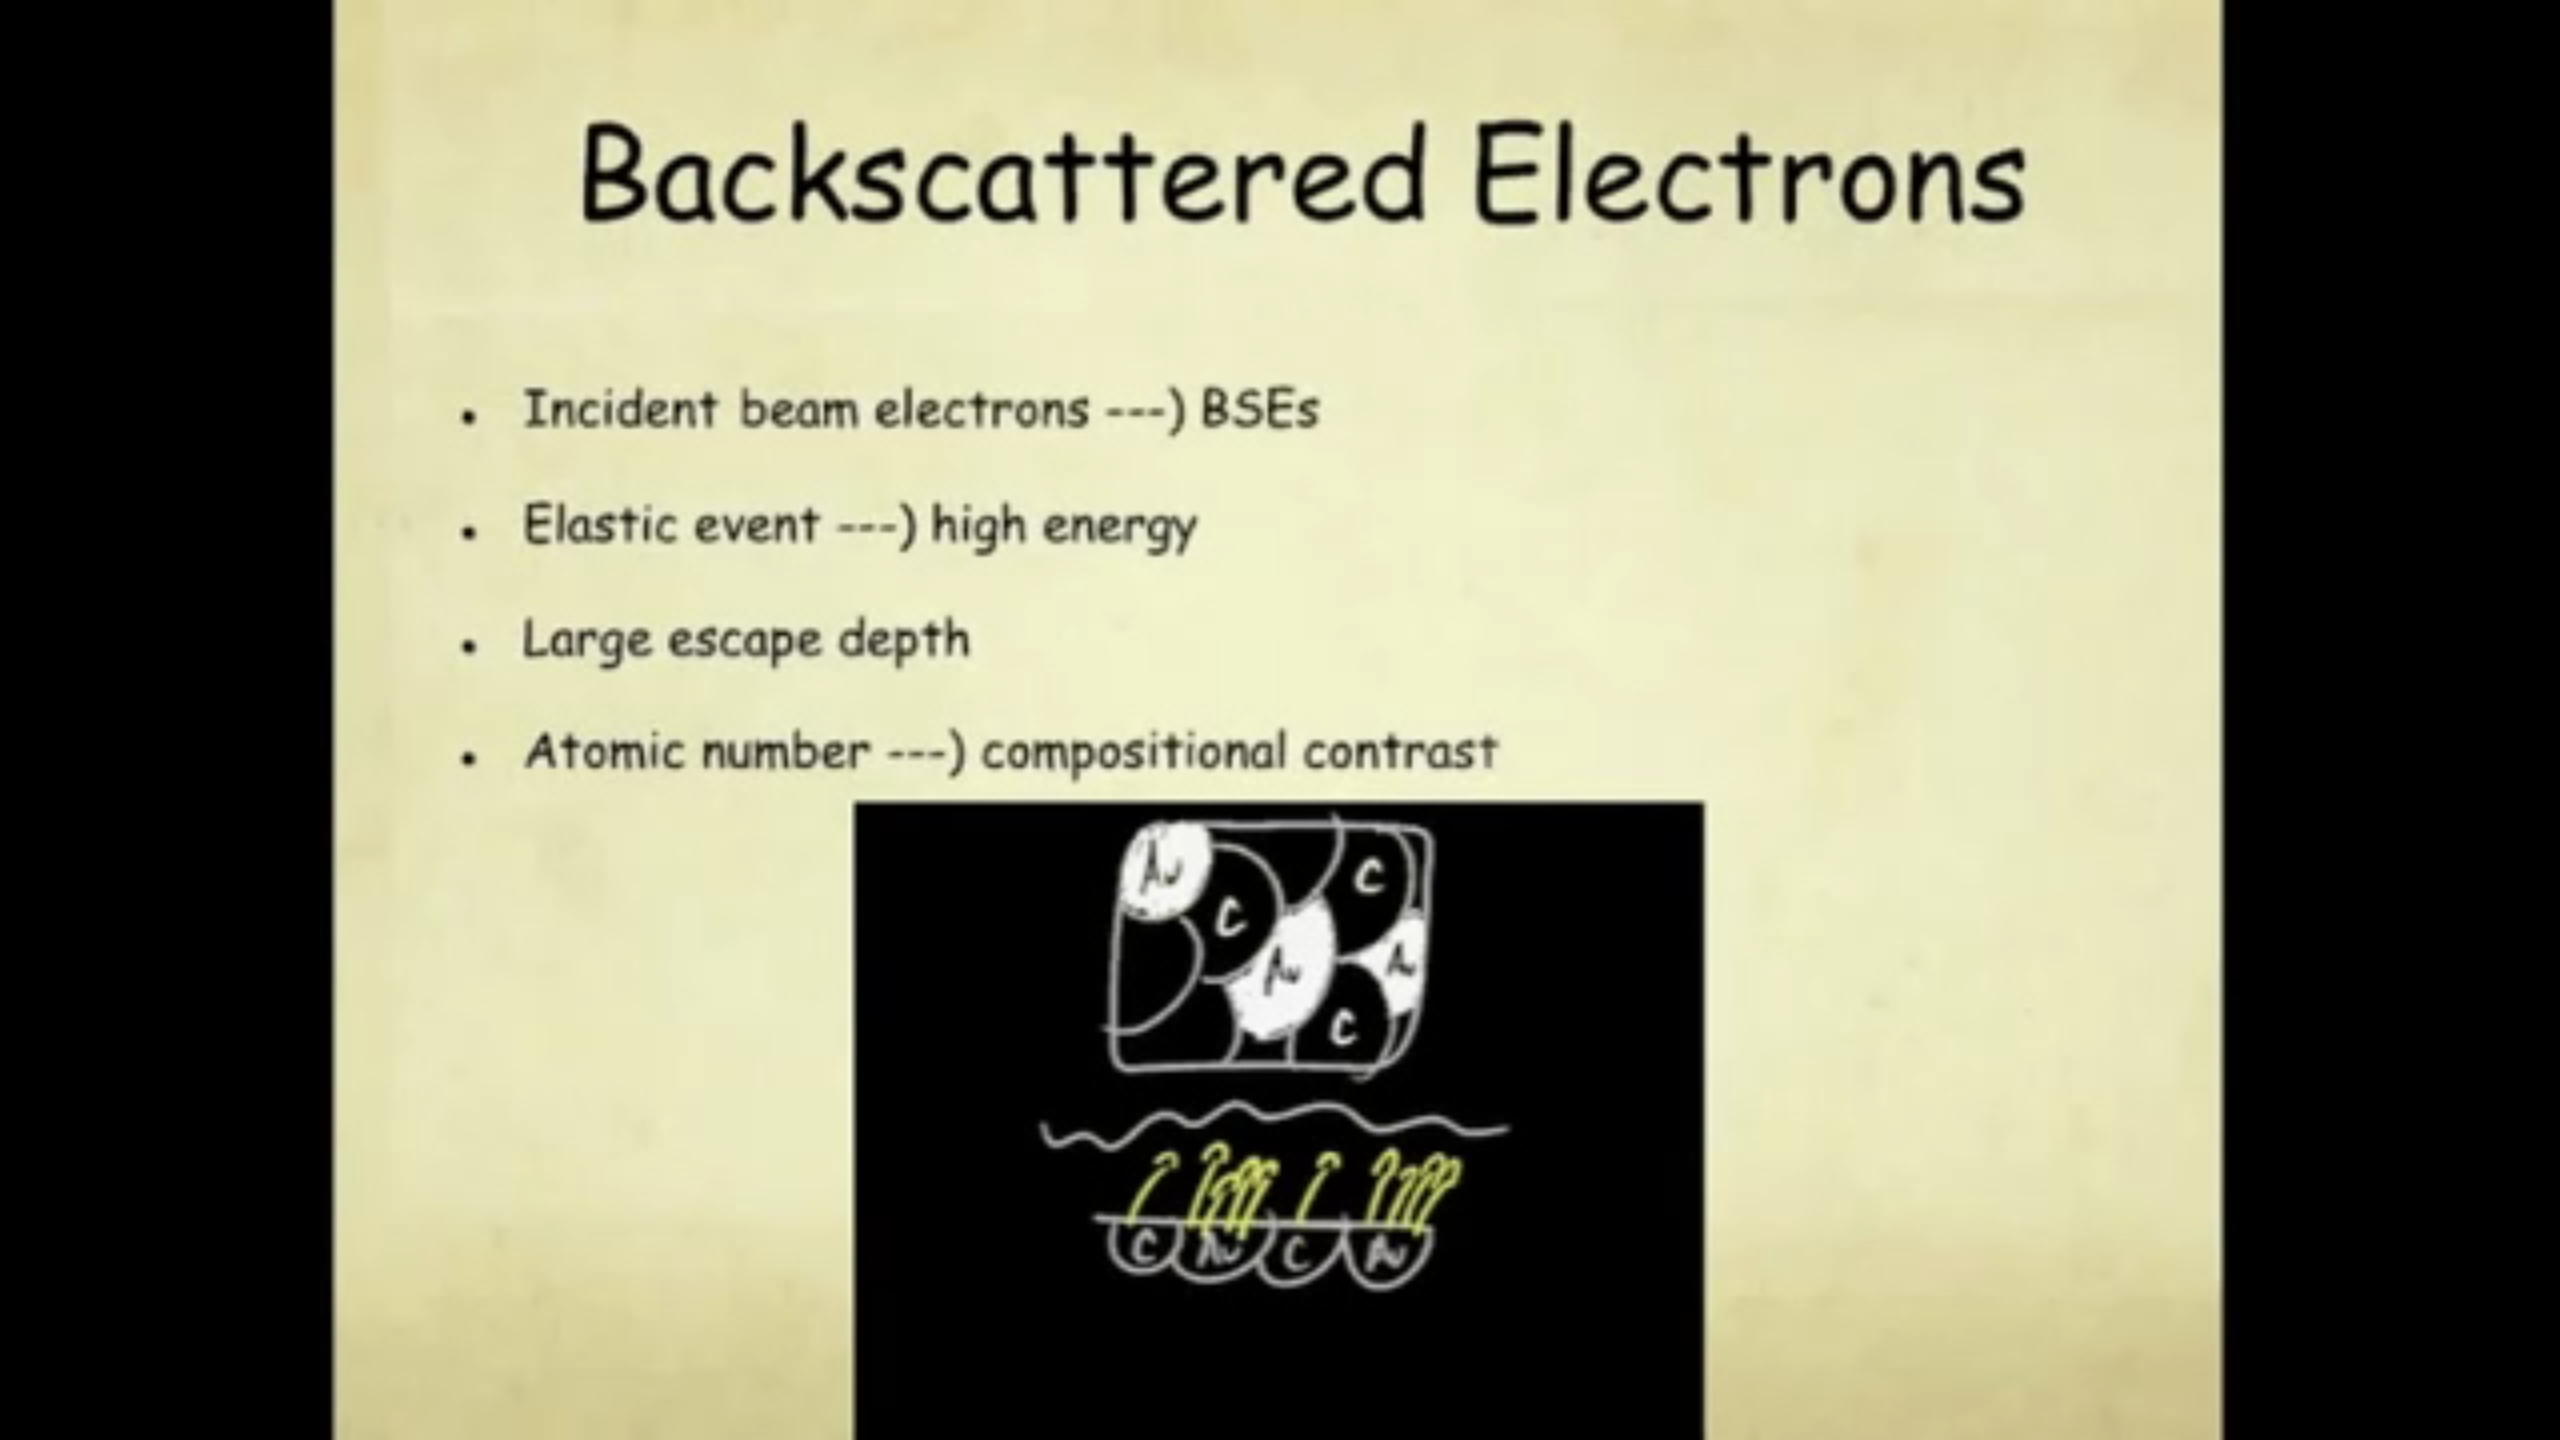 Backscattered Electrons
• Incident beam electrons ---) BSEs
• Elastic event ---) high energy
• Large escape depth
• Atomic number ---) compositional contrast
Au
C
C
Au
Au
C
C Au C Au